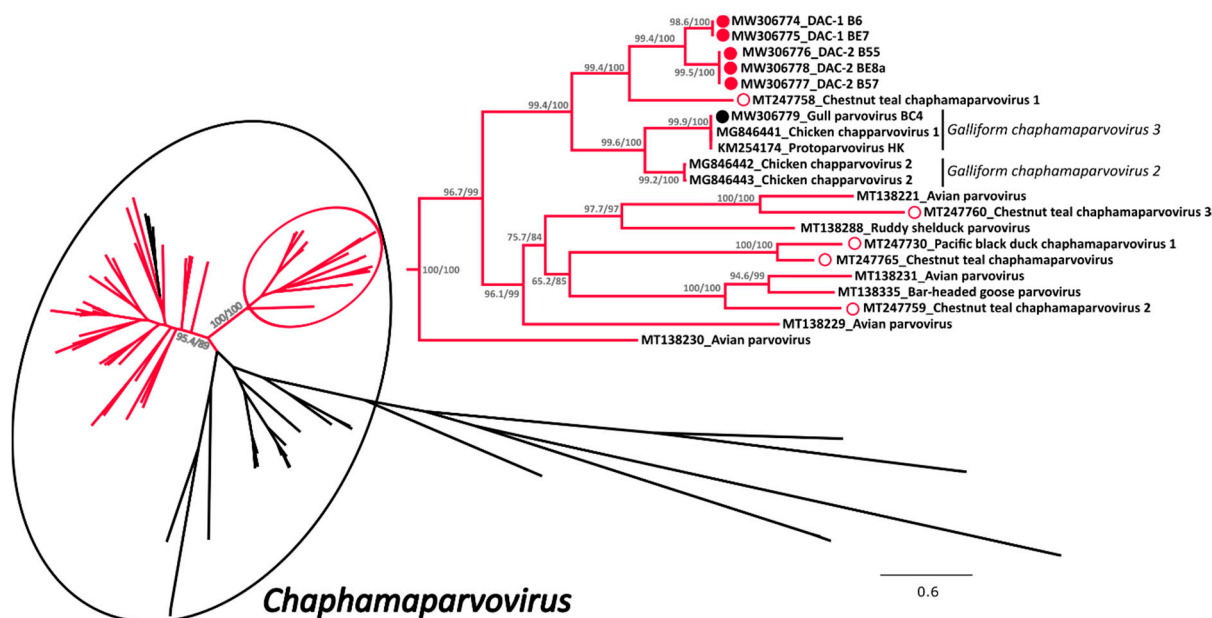 98.6/100
MW306774_DAC-1 B6
MW306775_DAC-1 BE7
99.4/100
MW306776_DAC-2 B55
99.5/100
MW306778_DAC-2 BE8a
MW306777_DAC-2 B57
99.4/100
MT247758_Chestnut teal chaphamaparvovirus 1
99.4/100
99.9/100
MW306779_Gull parvovirus BC4
MG846441_Chicken chapparvovirus 1
Galliform chaphamaparvovirus 3
KM254174_Protoparvovirus HK
99.6/100
MG846442_Chicken chapparvovirus 2
Galliform chaphamaparvovirus 2
99.2/100
MG846443_Chicken chapparvovirus 2
96.7/99
MT138221_Avian parvovirus
100/100
MT247760_Chestnut teal chaphamaparvovirus 3
97.7/97
MT138288_Ruddy shelduck parvovirus
75.7/84
MT247730_Pacific black duck chaphamaparvovirus 1
100/100
MT247765_Chestnut teal chaphamaparvovirus
100/100
65.2/85
94.6/99
MT138231_Avian parvovirus
MT138335_Bar-headed goose parvovirus
96.1/99
100/100
MT247759_Chestnut teal chaphamaparvovirus 2
MT138229_Avian parvovirus
MT138230_Avian parvovirus
100/100
95.4/89
0.6
Chaphamaparvovirus